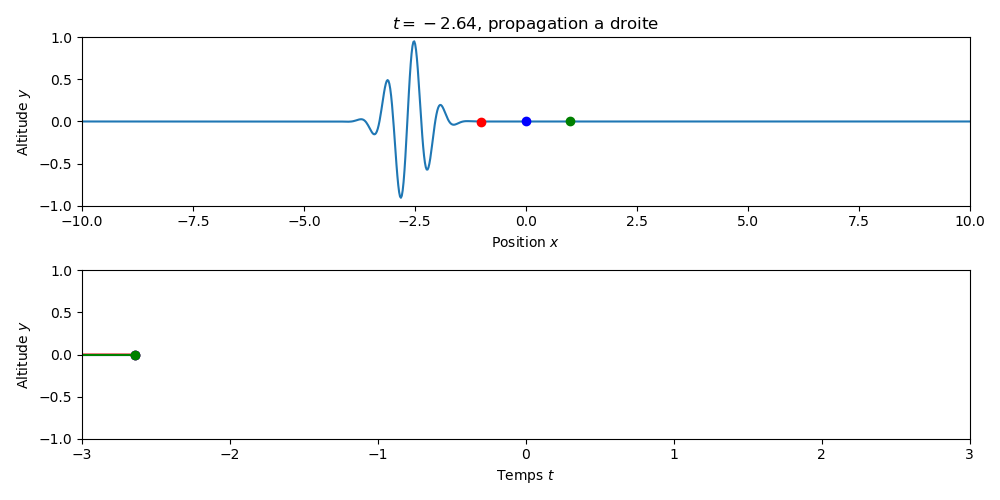 t = −2.64, propagation a droite
1.0
0.5
0.0
−0.5
−1.0
Altitude y
−10.0 −7.5 −5.0 −2.5 0.0 2.5 5.0 7.5 10.0
Position x
1.0
0.5
0.0
−0.5
−1.0
Altitude y
−3 −2 −1 0 1 2 3
Temps t